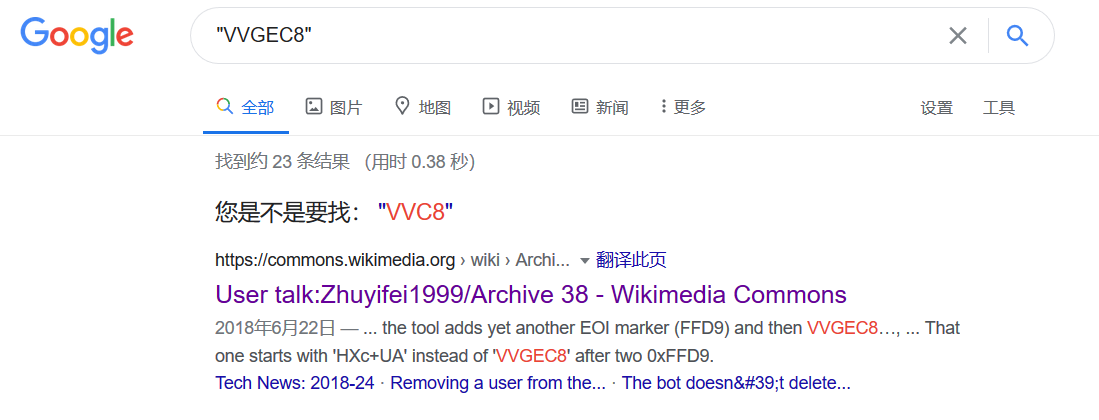 Google
"VVGEC8"
全部 图片 地图 视频 新闻 更多 设置 工具
找到约 23 条结果 （用时 0.38 秒）
您是不是要找： "VVC8"
https://commons.wikimedia.org › wiki › Archi... 翻译此页
User talk:Zhuyifei1999/Archive 38 - Wikimedia Commons
2018年6月22日 — ... the tool adds yet another EOI marker (FFD9) and then VVGEC8…, ... That
one starts with 'HXc+UA' instead of 'VVGEC8' after two 0xFFD9.
Tech News: 2018-24 · Removing a user from the... · The bot doesn&#39;t delete...